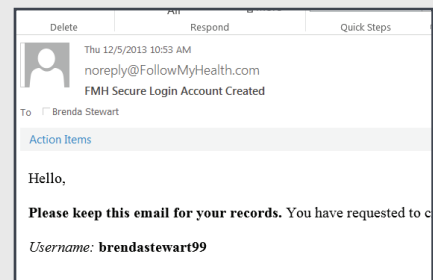 Delete Respond Quick Steps
Thu 12/5/2013 10:53 AM
noreply@FollowMyHealth.com
FMH Secure Login Account Created
To Brenda Stewart
Action Items
Hello,
Please keep this email for your records. You have requested to c
Username: brendastewart99